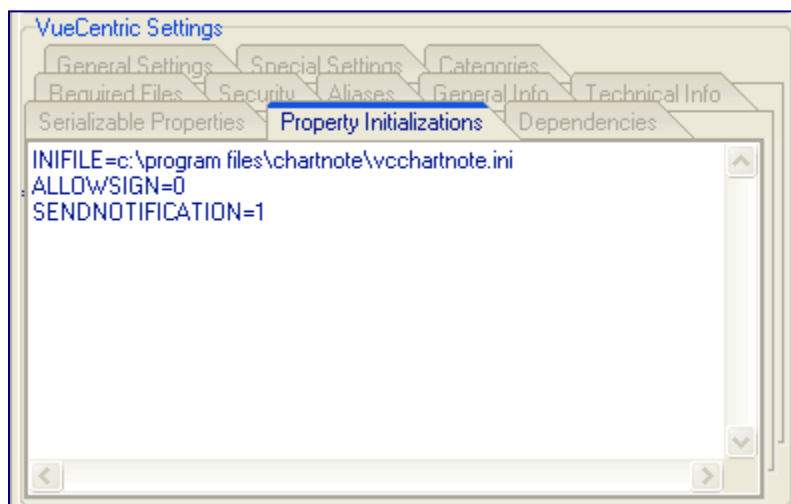 VueCentric Settings
General Settings Special Settings Categories
Required Files Security Aliases General Info Technical Info
Serializable Properties Property Initializations Dependencies
INIFILE=c:\program files\chartnote\vcchartnote.ini
ALLOWSIGN=0
SENDNOTIFICATION=1